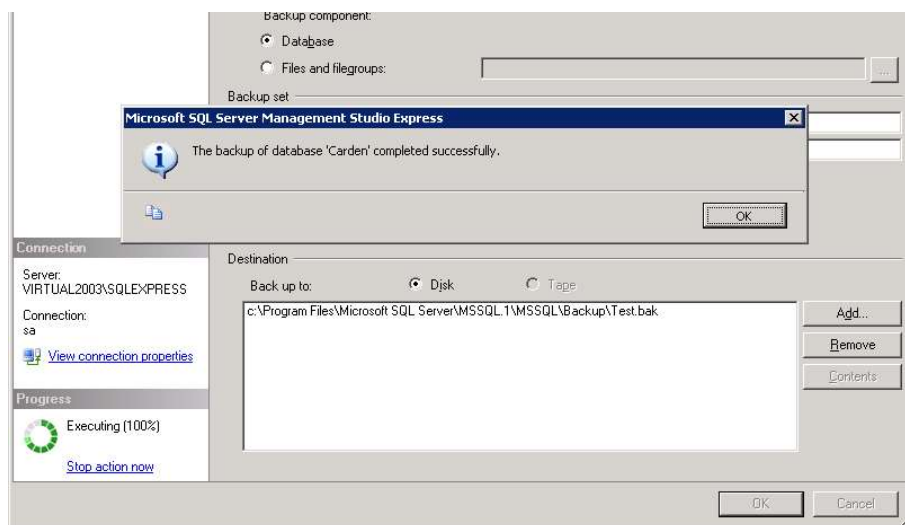 Backup component:
Database
Files and filegroups:
...
Backup set
Microsoft SQL Server Management Studio Express
The backup of database 'Carden' completed successfully.
OK
Connection
Server:
VIRTUAL2003\SQLEXPRESS
Connection:
sa
View connection properties
Progress
Executing (100%)
Stop action now
Destination
Back up to:
Disk
Tape
c:\Program Files\Microsoft SQL Server\MSSQL.1\MSSQL\Backup\Test.bak
Add...
Remove
Contents
OK
Cancel